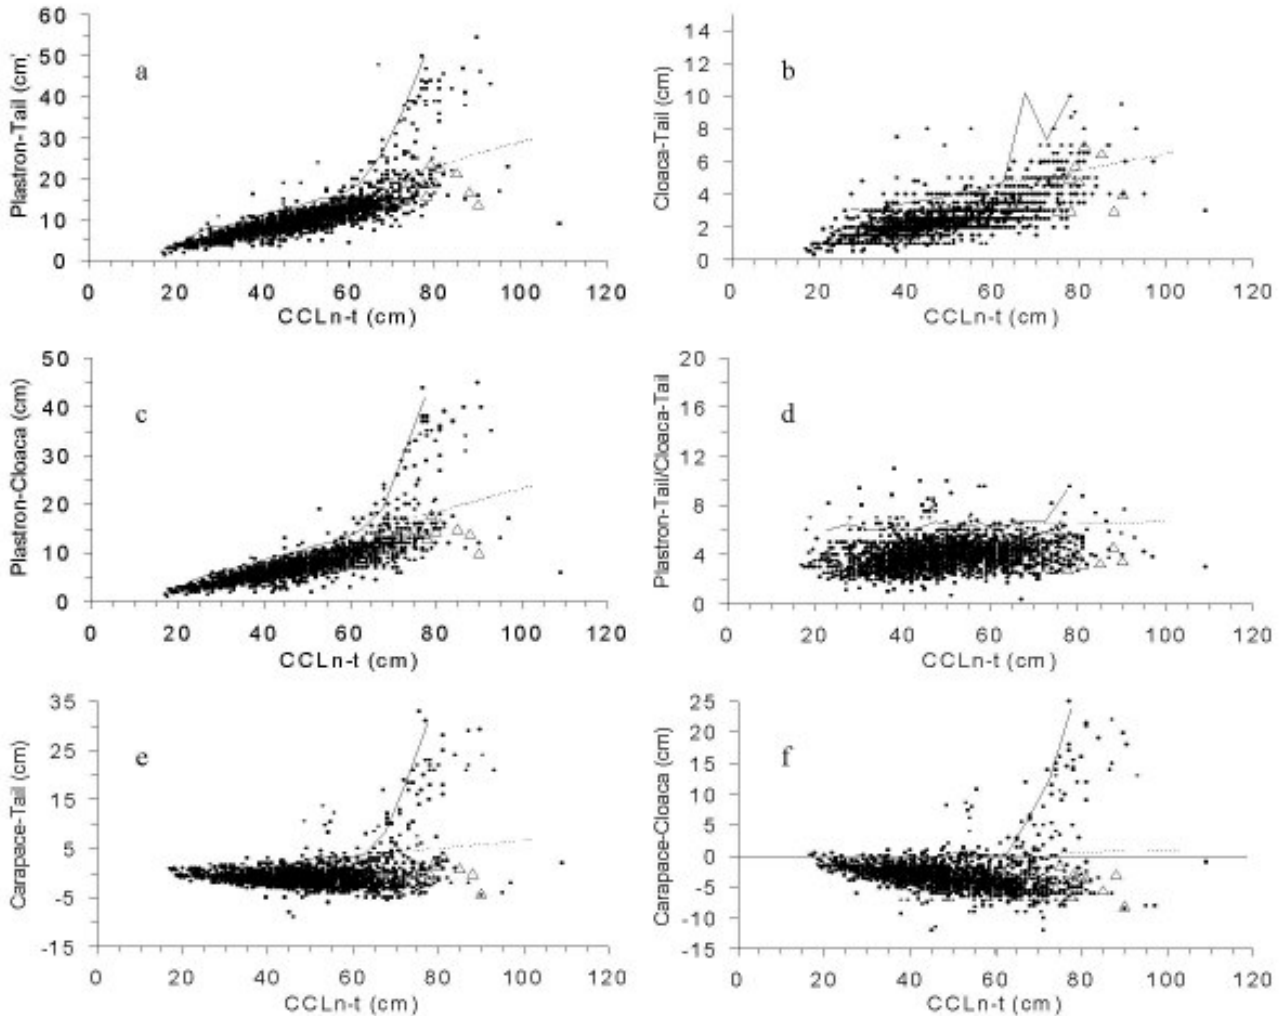 60
50
40
30
20
10
0
Plastron-Tail (cm)
a
0 20 40 60 80 100 120
CCLn-t (cm)
14
12
10
8
6
4
2
0
Cloaca-Tail (cm)
b
0 20 40 60 80 100 120
CCLn-t (cm)
50
40
30
20
10
0
Plastron-Cloaca (cm)
c
0 20 40 60 80 100 120
CCLn-t (cm)
20
16
12
8
4
0
Plastron-Tail/Cloaca-Tail
d
0 20 40 60 80 100 120
CCLn-t (cm)
35
25
15
5
-5
-15
Carapace-Tail (cm)
e
0 20 40 60 80 100 120
CCLn-t (cm)
25
20
15
10
5
0
-5
-10
-15
Carapace-Cloaca (cm)
f
0 20 40 60 80 100 120
CCLn-t (cm)